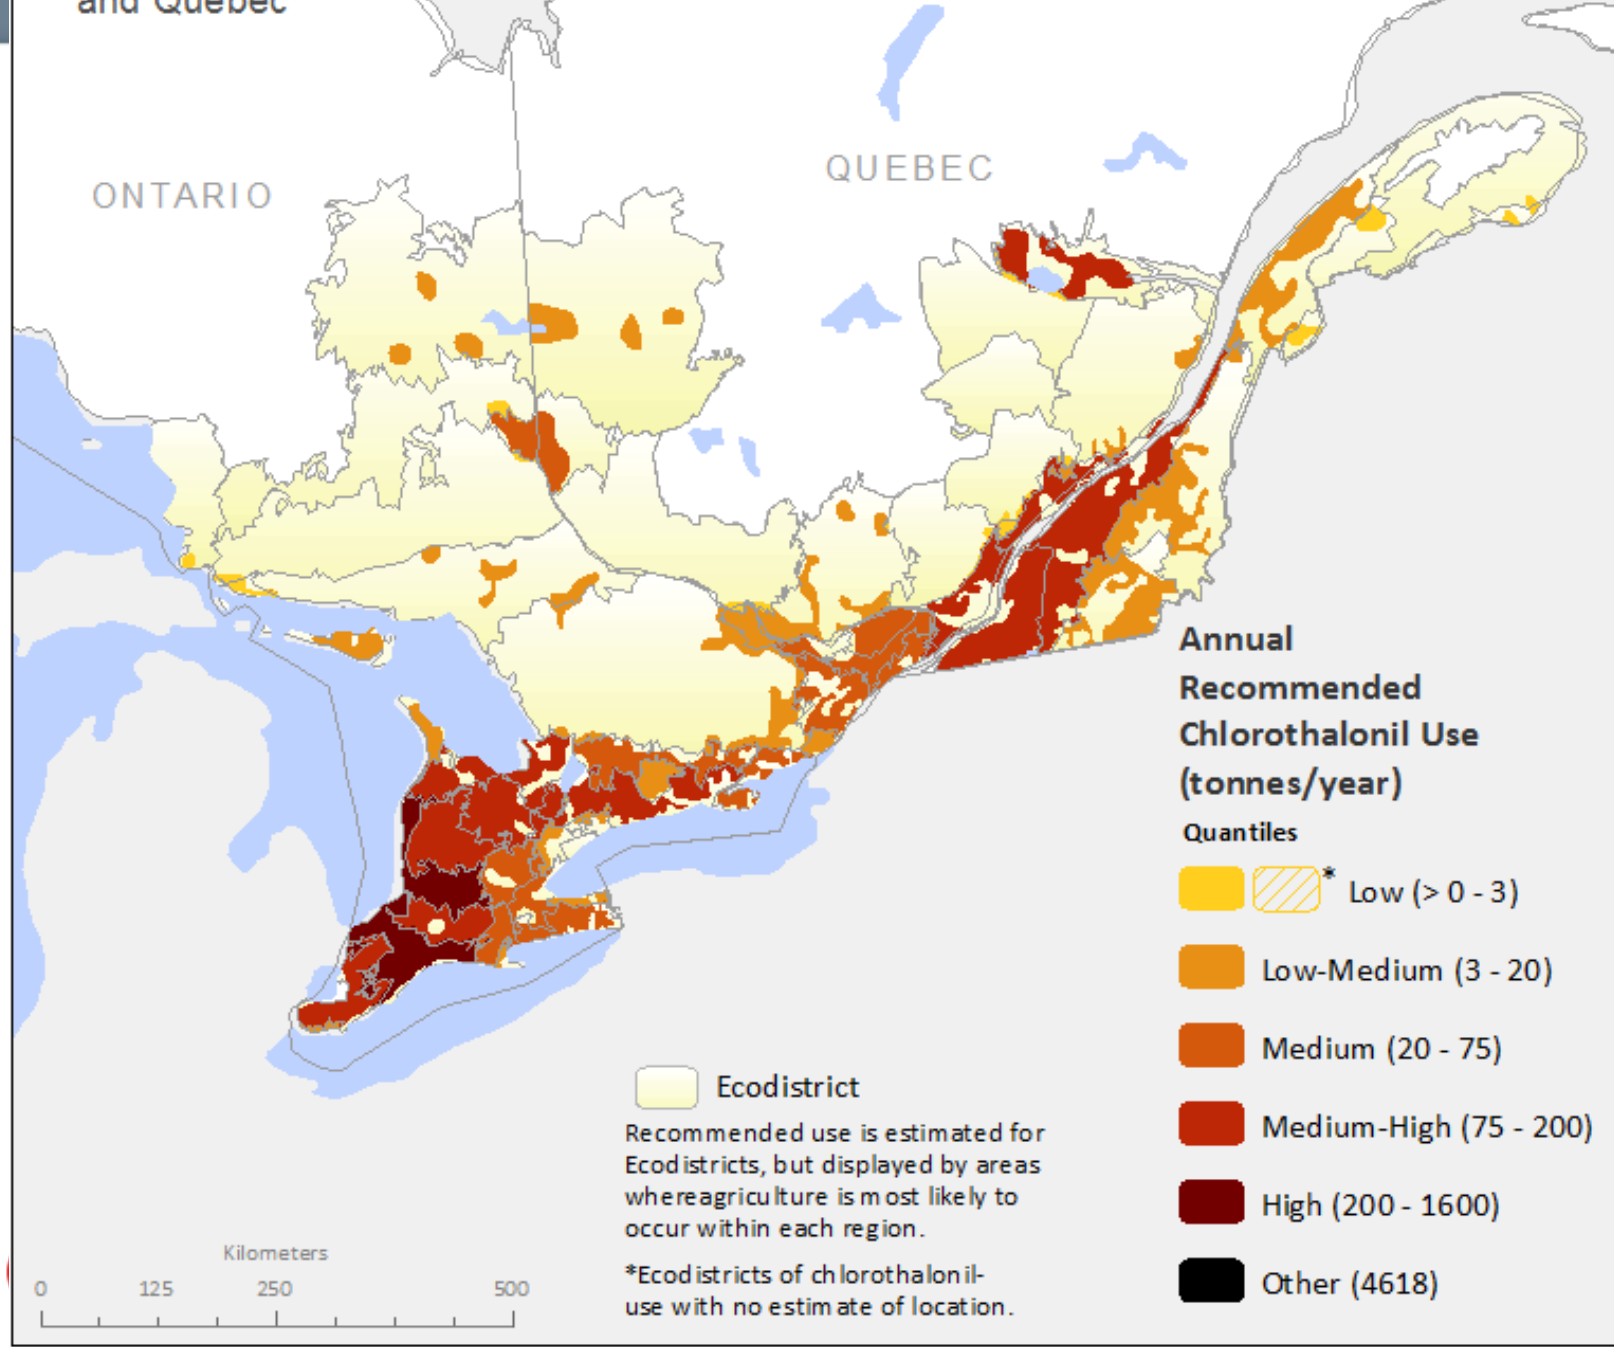 and Quebec
ONTARIO
QUEBEC
Annual
Recommended
Chlorothalonil Use
(tonnes/year)
Quantiles
* Low (> 0 - 3)
Low-Medium (3 - 20)
Medium (20 - 75)
Medium-High (75 - 200)
High (200 - 1600)
Other (4618)
Ecodistrict
Recommended use is estimated for
Ecodistricts, but displayed by areas
whereagriculture is most likely to
occur within each region.
*Ecodistricts of chlorothalonil-
use with no estimate of location.
Kilometers
0 125 250 500